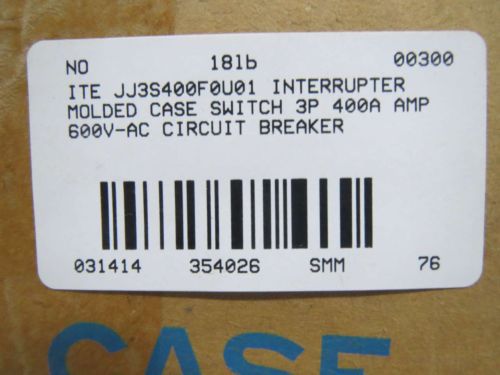 NO 18lb 00300
ITE JJ3S400F0U01 INTERRUPTER
MOLDED CASE SWITCH 3P 400A AMP
600V-AC CIRCUIT BREAKER
031414 354026 SMM 76
CASE